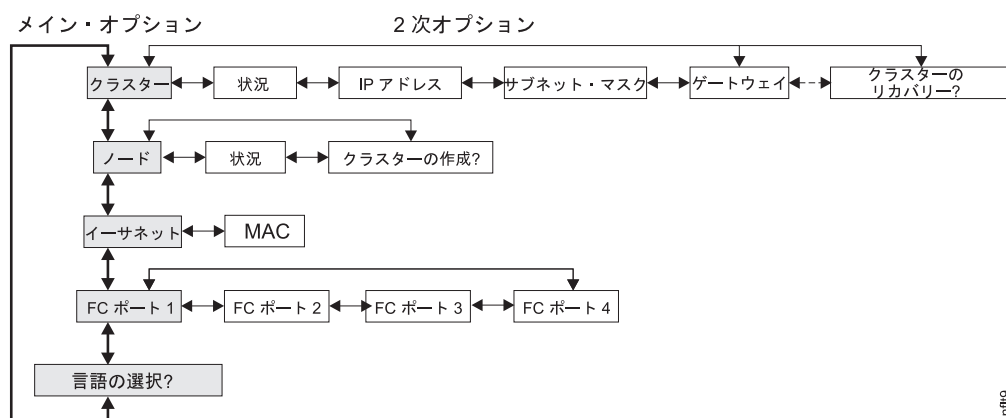 メイン・オプション
2 次オプション
クラスター
状況
IP アドレス
サブネット・マスク
ゲートウェイ
クラスターの
リカバリー?
ノード
状況
クラスターの作成?
イーサネット
MAC
FC ポート 1
FC ポート 2
FC ポート 3
FC ポート 4
言語の選択?